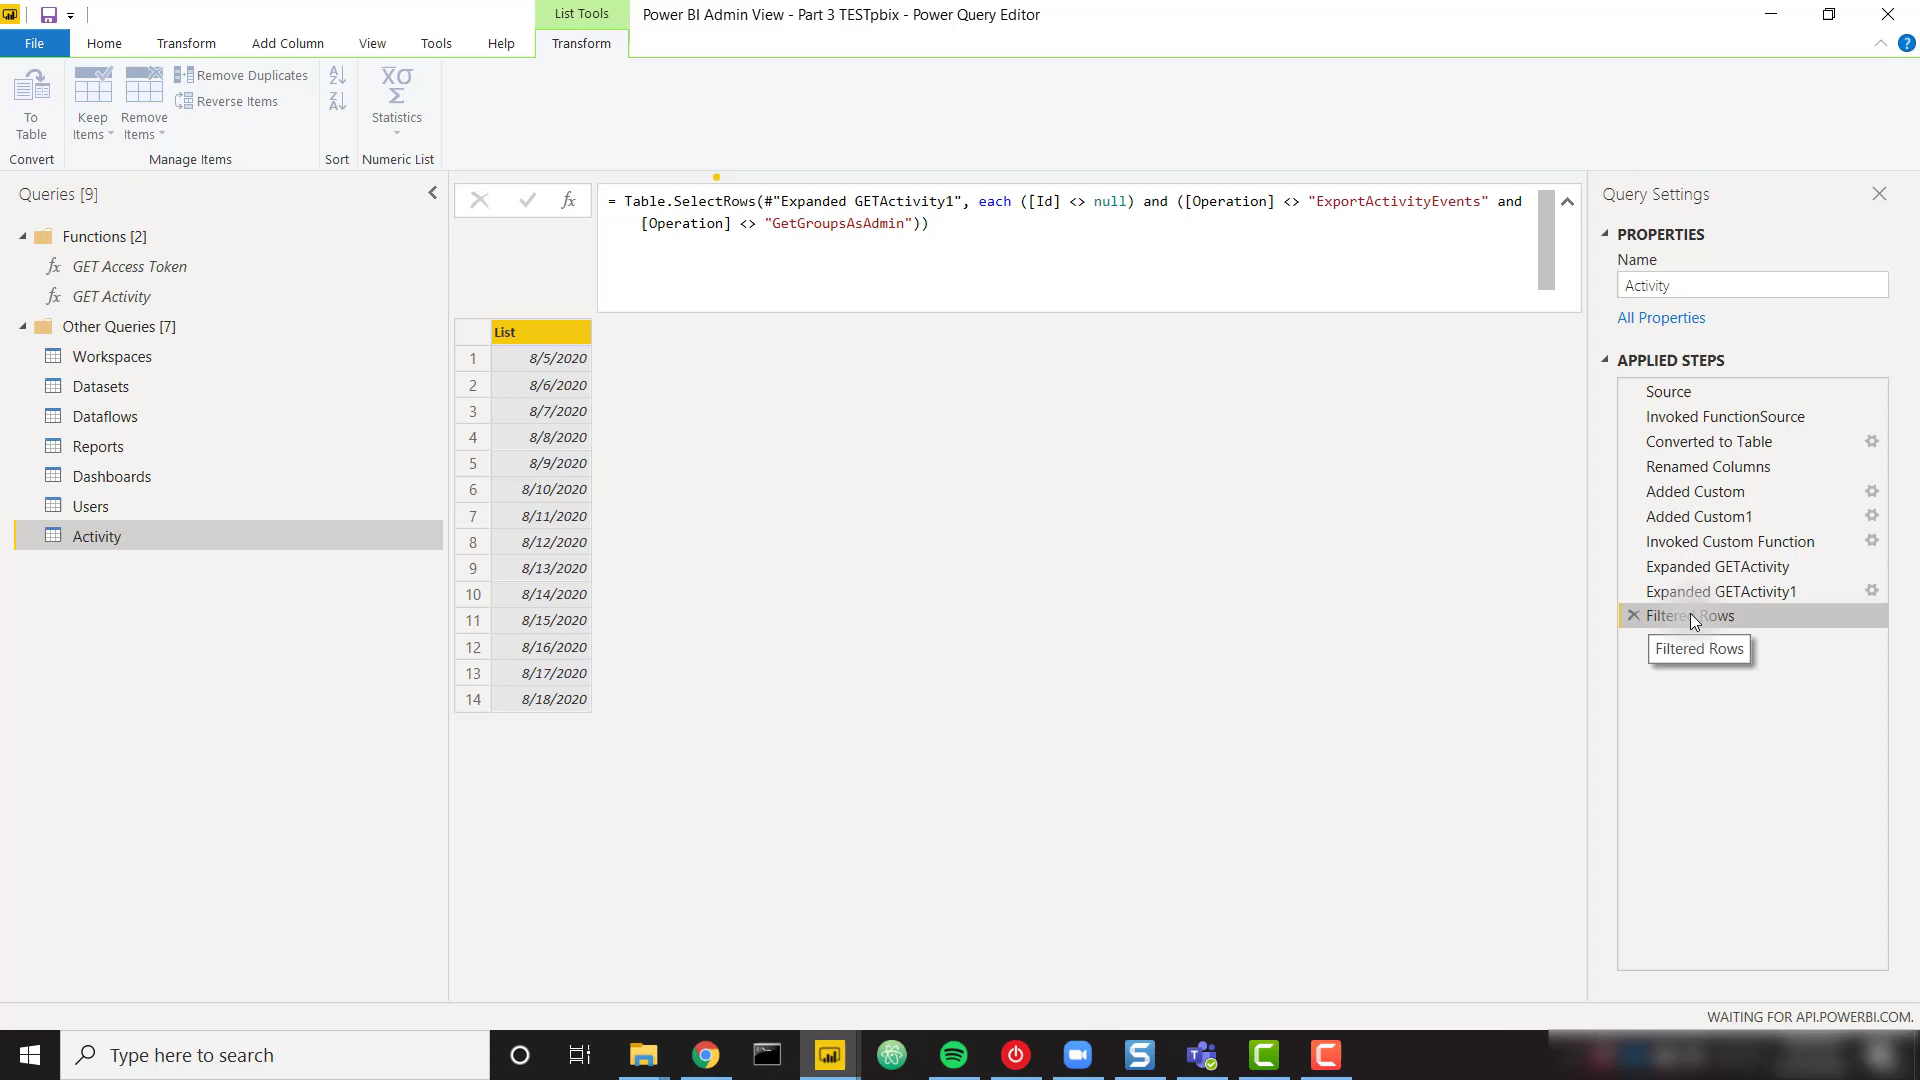 List Tools
Power BI Admin View - Part 3 TESTpbix - Power Query Editor
File
Home
Transform
Add Column
View
Tools
Help
Transform
To
Table
Keep
Items
Remove
Items
Remove Duplicates
Reverse Items
A
Z
Z
A
Statistics
Convert
Manage Items
Sort
Numeric List
Queries [9]
Functions [2]
fx GET Access Token
fx GET Activity
Other Queries [7]
Workspaces
Datasets
Dataflows
Reports
Dashboards
Users
Activity
fx
= Table.SelectRows(#"Expanded GETActivity1", each ([Id] <> null) and ([Operation] <> "ExportActivityEvents" and
[Operation] <> "GetGroupsAsAdmin"))
List
1 8/5/2020
2 8/6/2020
3 8/7/2020
4 8/8/2020
5 8/9/2020
6 8/10/2020
7 8/11/2020
8 8/12/2020
9 8/13/2020
10 8/14/2020
11 8/15/2020
12 8/16/2020
13 8/17/2020
14 8/18/2020
Query Settings
PROPERTIES
Name
Activity
All Properties
APPLIED STEPS
Source
Invoked FunctionSource
Converted to Table
Renamed Columns
Added Custom
Added Custom1
Invoked Custom Function
Expanded GETActivity
Expanded GETActivity1
Filtered Rows
Filtered Rows
WAITING FOR API.POWERBI.COM.
Type here to search